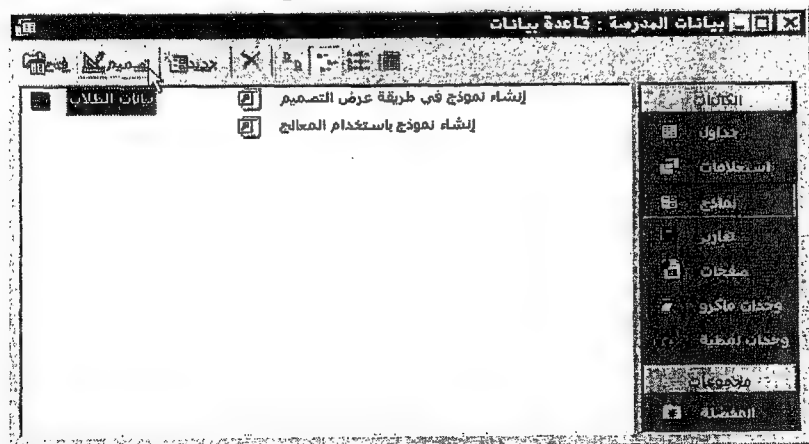 بيانات المدرسة : قاعدة بيانات
فتح تصميم جديد
الكائنات
جداول
استعلامات
نماذج
تقارير
صفحات
وحدات ماكرو
وحدات نمطية
مجموعات
المفضلة
إنشاء نموذج في طريقة عرض التصميم
إنشاء نموذج باستخدام المعالج
بيانات الطلاب